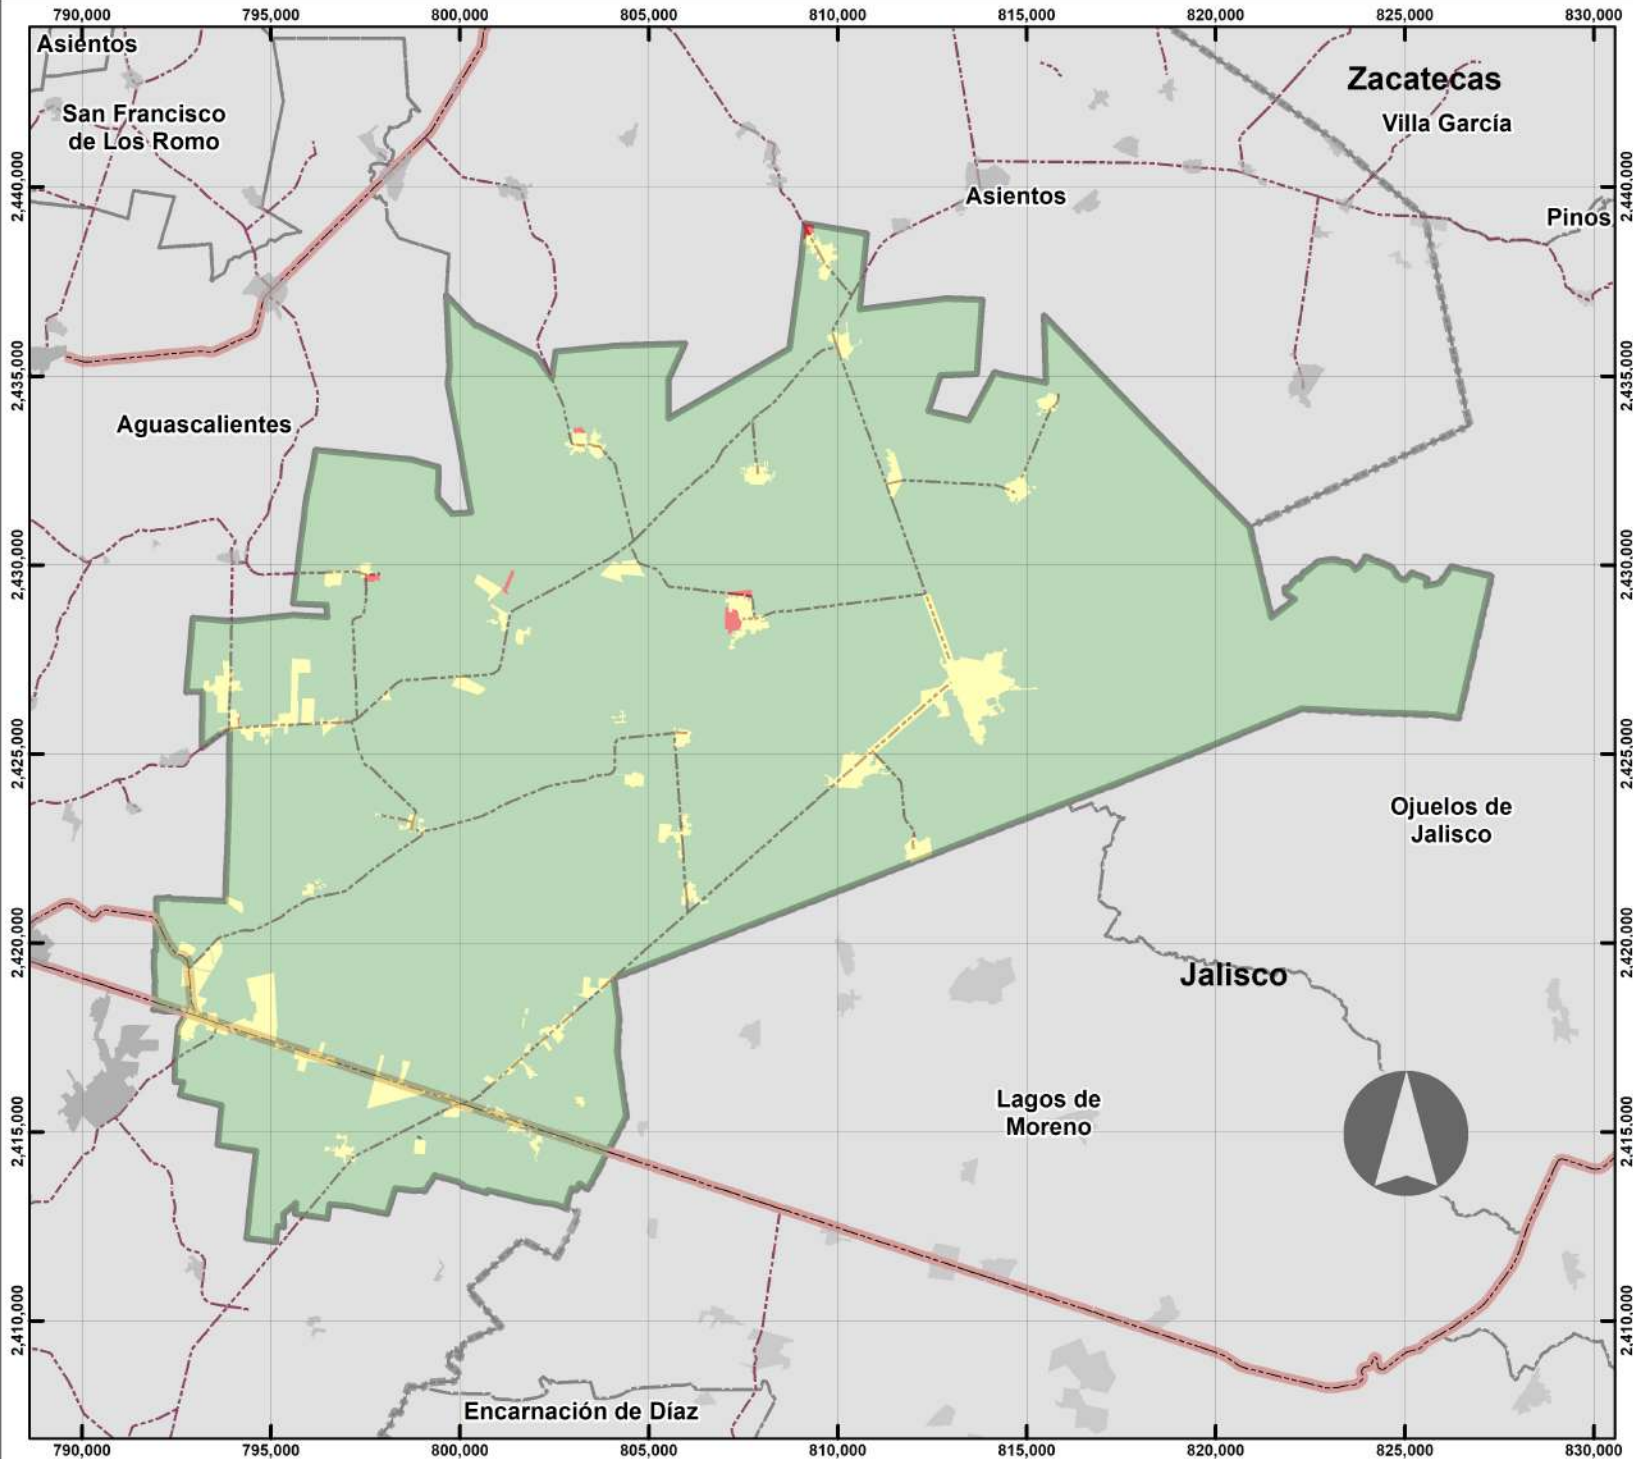 790,000
795,000
800,000
805,000
810,000
815,000
820,000
825,000
830,000
Asientos
Zacatecas
San Francisco
de Los Romo
Villa García
2,440,000
2,440,000
Asientos
Pinos
2,435,000
2,435,000
Aguascalientes
2,430,000
2,430,000
2,425,000
2,425,000
Ojuelos de
Jalisco
2,420,000
2,420,000
Jalisco
Lagos de
Moreno
2,415,000
2,415,000
2,410,000
2,410,000
Encarnación de Díaz
790,000
795,000
800,000
805,000
810,000
815,000
820,000
825,000
830,000